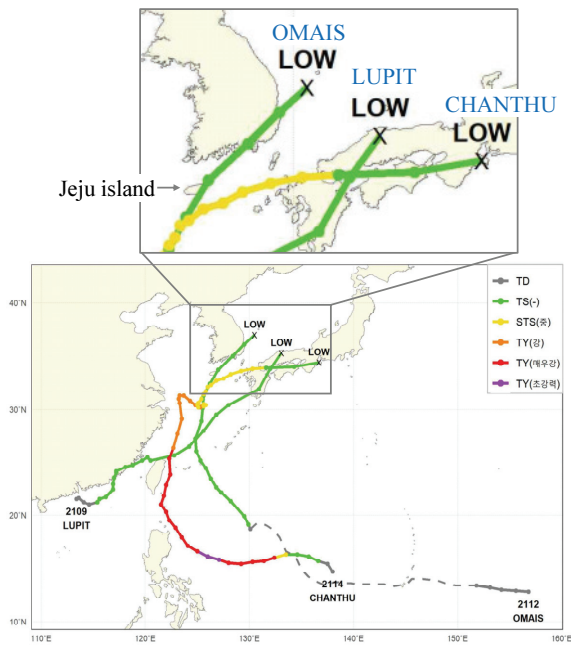 OMAIS
LOW
LUPIT
LOW
CHANTHU
LOW
Jeju island
40°N
30°N
20°N
10°N
LOW
LOW
LOW
TD
TS(-)
STS(중)
TY(강)
TY(매우강)
TY(초강력)
2109
LUPIT
2114
CHANTHU
2112
OMAIS
110°E
120°E
130°E
140°E
150°E
160°E